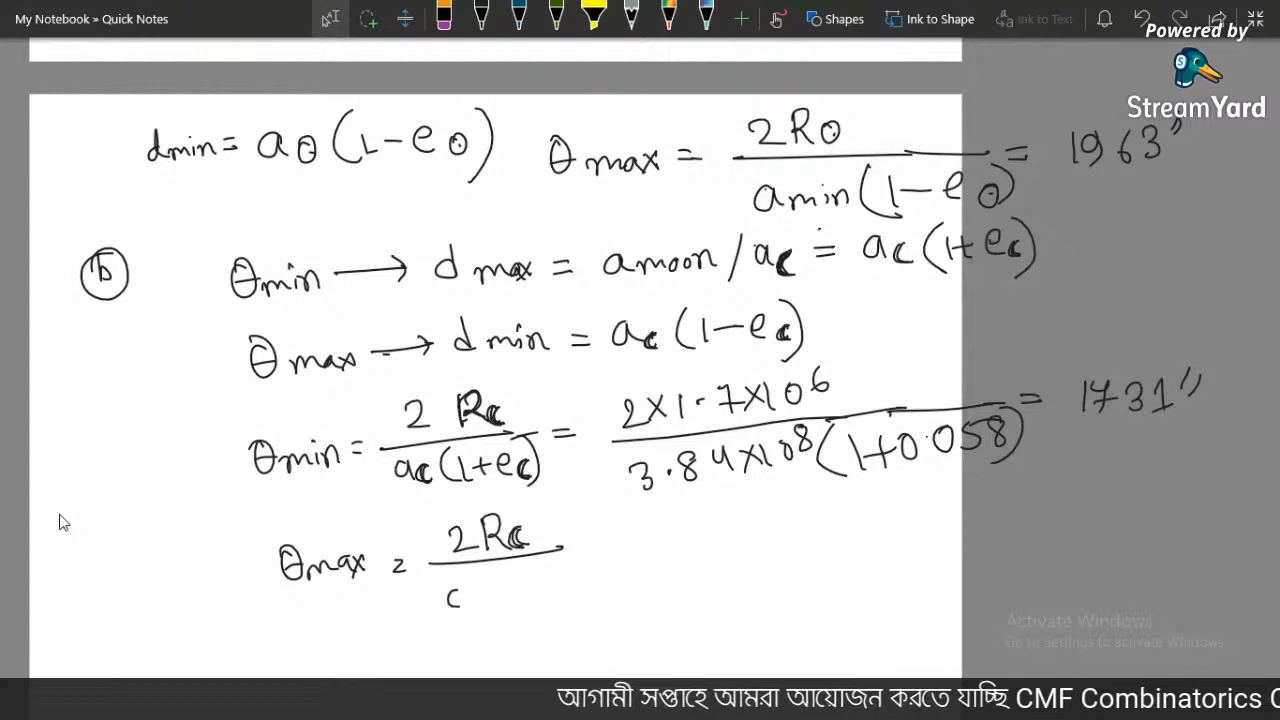 My Notebook » Quick Notes
Shapes
Ink to Shape
Ink to Text
Powered by
StreamYard
dmin = a⊙(1-e⊙) θmax = 2R⊙ / amin(1-e⊙) = 1963"
ⓑ θmin → dmax = amoon/a☾ = a☾(1+e☾)
θmax → dmin = a☾(1-e☾)
θmin = 2R☾ / a☾(1+e☾) = 2×1.7×10⁶ / 3.84×10⁸(1+0.058) = 1731"
θmax = 2R☾
Activate Windows
Go to Settings to activate Windows
আগামী সপ্তাহে আমরা আয়োজন করতে যাচ্ছি CMF Combinatorics